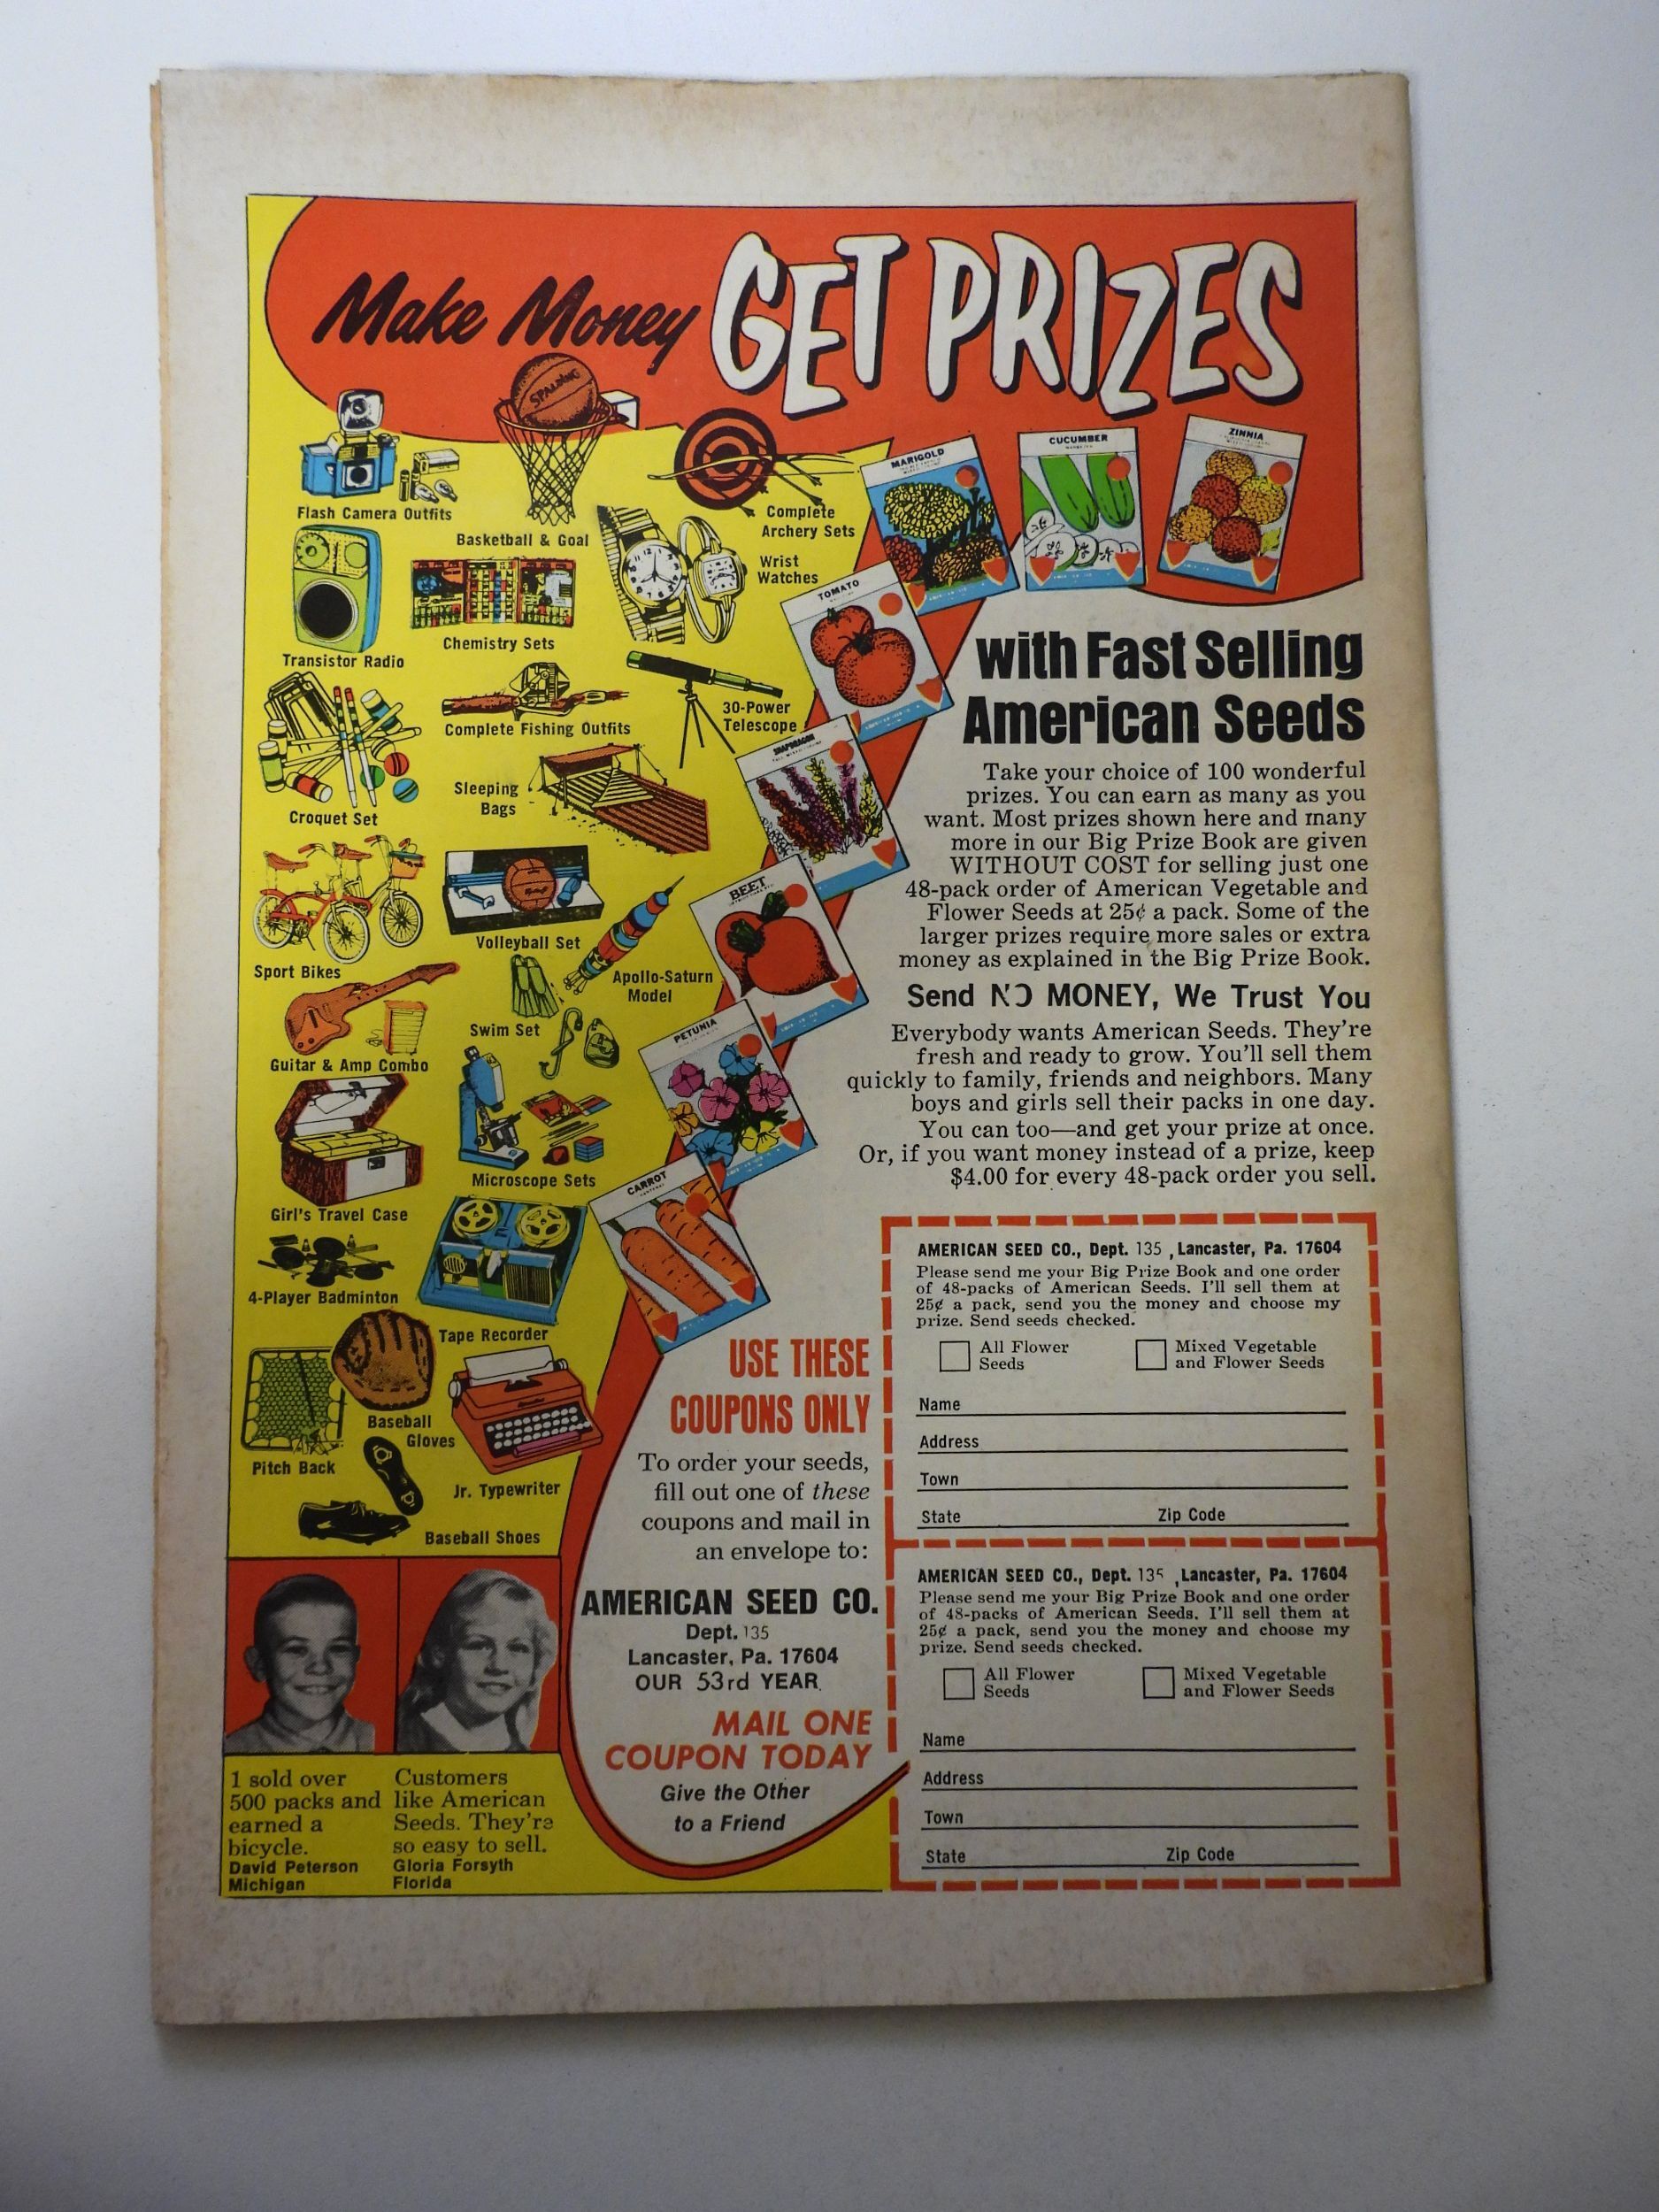 Make Money GET PRIZES
SPALDING
Flash Camera Outfits
Basketball & Goal
Complete
Archery Sets
Wrist
Watches
Transistor Radio
Chemistry Sets
Complete Fishing Outfits
30-Power
Telescope
Croquet Set
Sleeping
Bags
Sport Bikes
Volleyball Set
Apollo-Saturn
Model
Swim Set
Guitar & Amp Combo
Girl's Travel Case
Microscope Sets
4-Player Badminton
Tape Recorder
Baseball
Gloves
Pitch Back
Jr. Typewriter
Baseball Shoes
MARIGOLD
CUCUMBER
ZINNIA
TOMATO
SNAPDRAGON
BEET
PETUNIA
CARROT
with Fast Selling
American Seeds
Take your choice of 100 wonderful
prizes. You can earn as many as you
want. Most prizes shown here and many
more in our Big Prize Book are given
WITHOUT COST for selling just one
48-pack order of American Vegetable and
Flower Seeds at 25¢ a pack. Some of the
larger prizes require more sales or extra
money as explained in the Big Prize Book.
Send NO MONEY, We Trust You
Everybody wants American Seeds. They're
fresh and ready to grow. You'll sell them
quickly to family, friends and neighbors. Many
boys and girls sell their packs in one day.
You can too—and get your prize at once.
Or, if you want money instead of a prize, keep
$4.00 for every 48-pack order you sell.
USE THESE
COUPONS ONLY
To order your seeds,
fill out one of these
coupons and mail in
an envelope to:
AMERICAN SEED CO.
Dept. 135
Lancaster, Pa. 17604
OUR 53rd YEAR
MAIL ONE
COUPON TODAY
Give the Other
to a Friend
AMERICAN SEED CO., Dept. 135 , Lancaster, Pa. 17604
Please send me your Big Prize Book and one order
of 48-packs of American Seeds. I'll sell them at
25¢ a pack, send you the money and choose my
prize. Send seeds checked.
All Flower
Seeds
Mixed Vegetable
and Flower Seeds
Name
Address
Town
State Zip Code
AMERICAN SEED CO., Dept. 135 , Lancaster, Pa. 17604
Please send me your Big Prize Book and one order
of 48-packs of American Seeds. I'll sell them at
25¢ a pack, send you the money and choose my
prize. Send seeds checked.
All Flower
Seeds
Mixed Vegetable
and Flower Seeds
Name
Address
Town
State Zip Code
I sold over
500 packs and
earned a
bicycle.
David Peterson
Michigan
Customers
like American
Seeds. They're
so easy to sell.
Gloria Forsyth
Florida